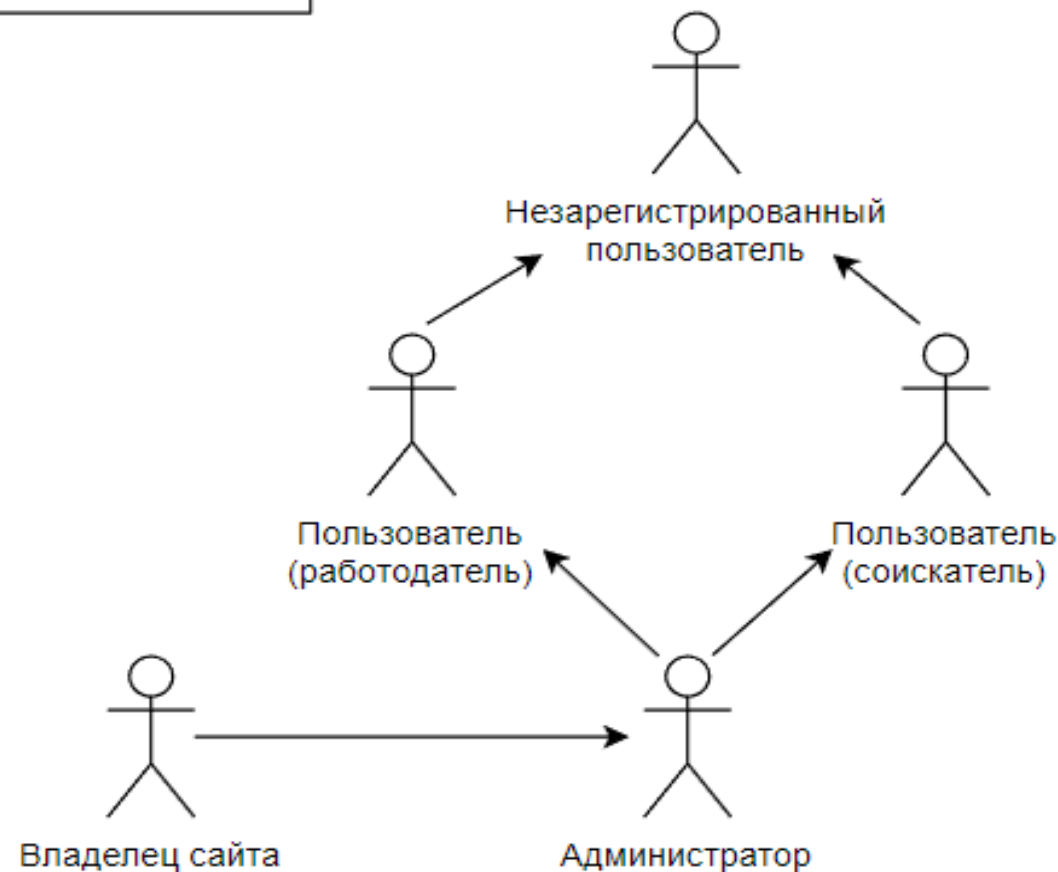 Незарегистрированный
пользователь
Пользователь
(работодатель)
Пользователь
(соискатель)
Владелец сайта
Администратор